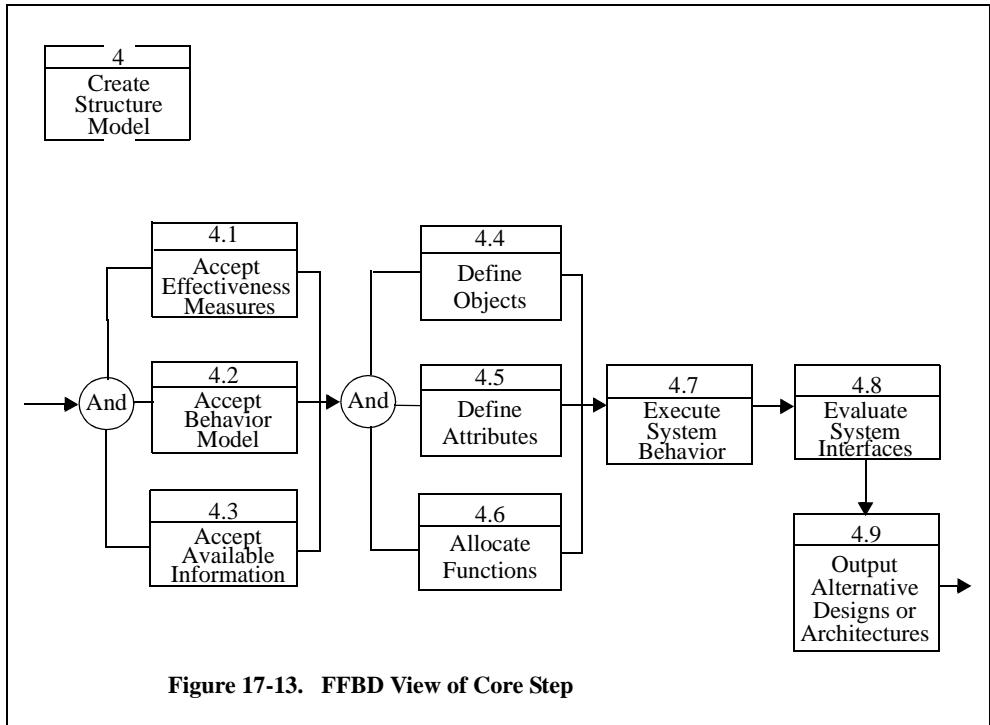 4
Create
Structure
Model
4.1
Accept
Effectiveness
Measures
4.4
Define
Objects
And
4.2
Accept
Behavior
Model
And
4.5
Define
Attributes
4.7
Execute
System
Behavior
4.8
Evaluate
System
Interfaces
4.3
Accept
Available
Information
4.6
Allocate
Functions
4.9
Output
Alternative
Designs or
Architectures
Figure 17-13. FFBD View of Core Step